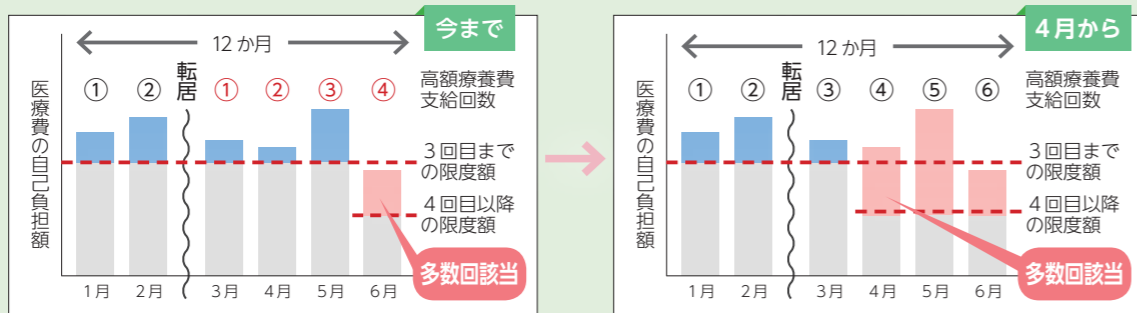 今まで
12か月
医療費の自己負担額
① ② 転居 ① ② ③ ④
高額療養費
支給回数
3回目まで
の限度額
4回目以降
の限度額
多数回該当
1月 2月 3月 4月 5月 6月
4月から
12か月
医療費の自己負担額
① ② 転居 ③ ④ ⑤ ⑥
高額療養費
支給回数
3回目まで
の限度額
4回目以降
の限度額
多数回該当
1月 2月 3月 4月 5月 6月